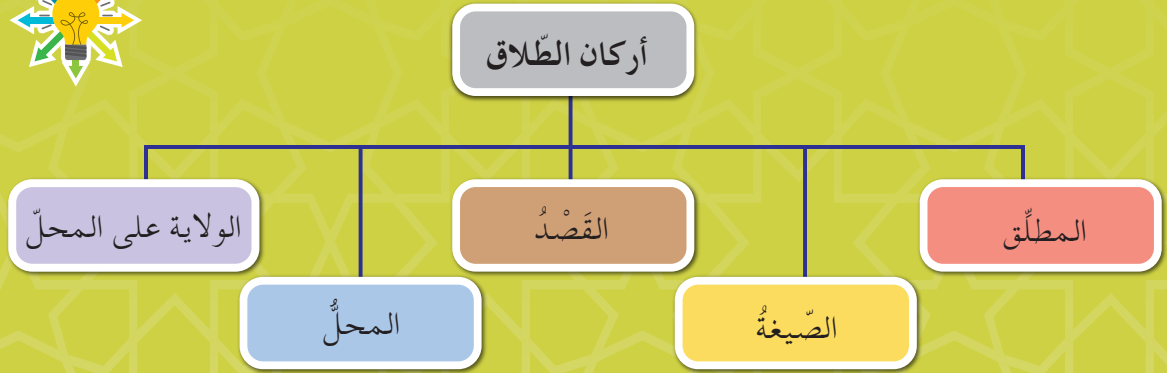 أركان الطّلاق
المطلِّق
الصّيغةُ
القَصْدُ
المحلُّ
الولاية على المحلّ